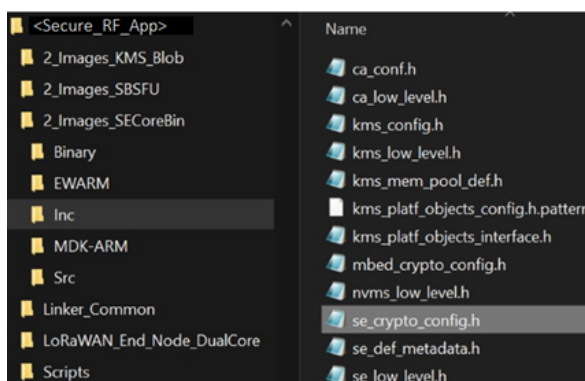 <Secure_RF_App>
2_Images_KMS_Blob
2_Images_SBSFU
2_Images_SECoreBin
Binary
EWARM
Inc
MDK-ARM
Src
Linker_Common
LoRaWAN_End_Node_DualCore
Scripts
Name
ca_conf.h
ca_low_level.h
kms_config.h
kms_low_level.h
kms_mem_pool_def.h
kms_platf_objects_config.h.pattern
kms_platf_objects_interface.h
mbed_crypto_config.h
nvms_low_level.h
se_crypto_config.h
se_def_metadata.h
se_low_level.h